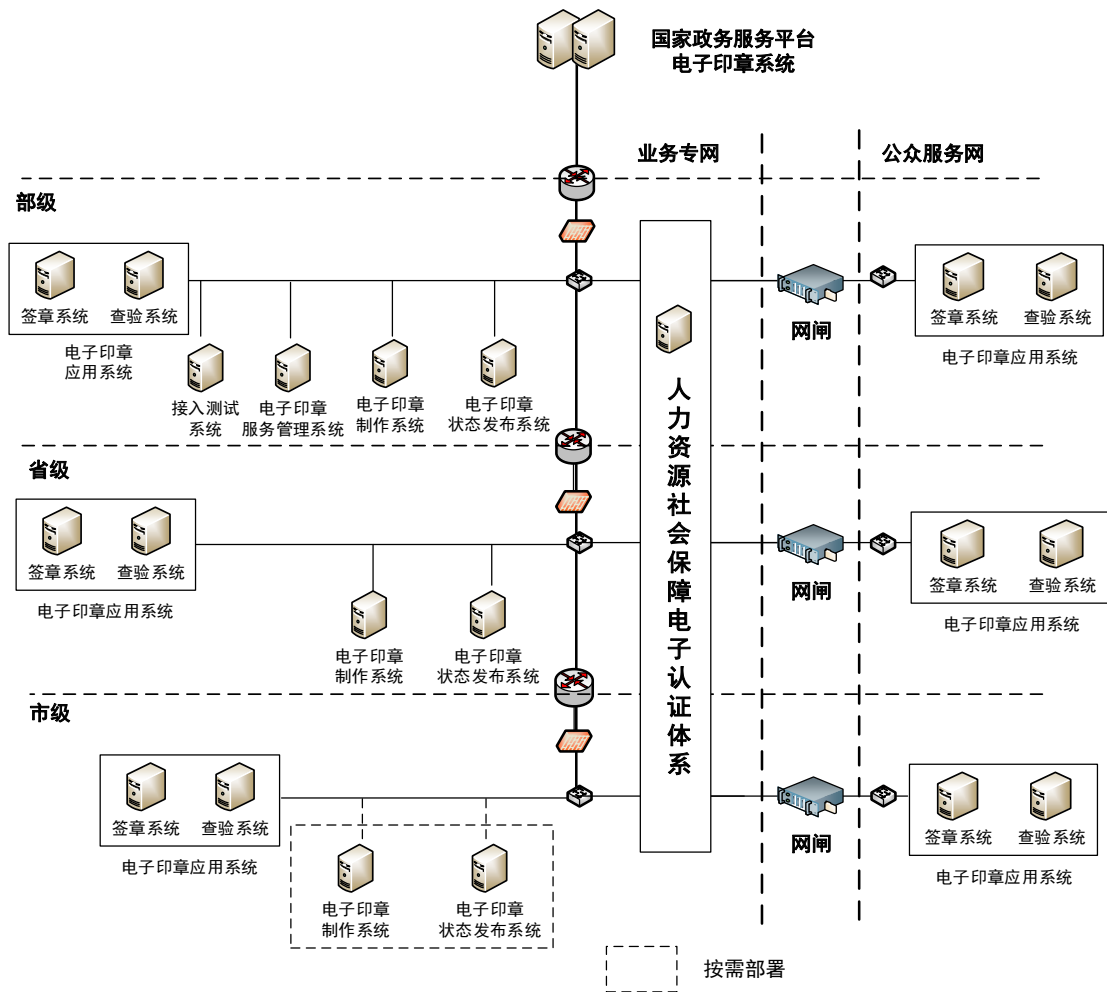 国家政务服务平台
电子印章系统
业务专网
公众服务网
部级
签章系统
查验系统
电子印章
应用系统
接入测试
系统
电子印章
服务管理系统
电子印章
制作系统
电子印章
状态发布系统
网闸
签章系统
查验系统
电子印章应用系统
人力资源社会保障电子认证体系
省级
签章系统
查验系统
电子印章应用系统
电子印章
制作系统
电子印章
状态发布系统
网闸
签章系统
查验系统
电子印章应用系统
市级
签章系统
查验系统
电子印章应用系统
电子印章
制作系统
电子印章
状态发布系统
网闸
签章系统
查验系统
电子印章应用系统
按需部署